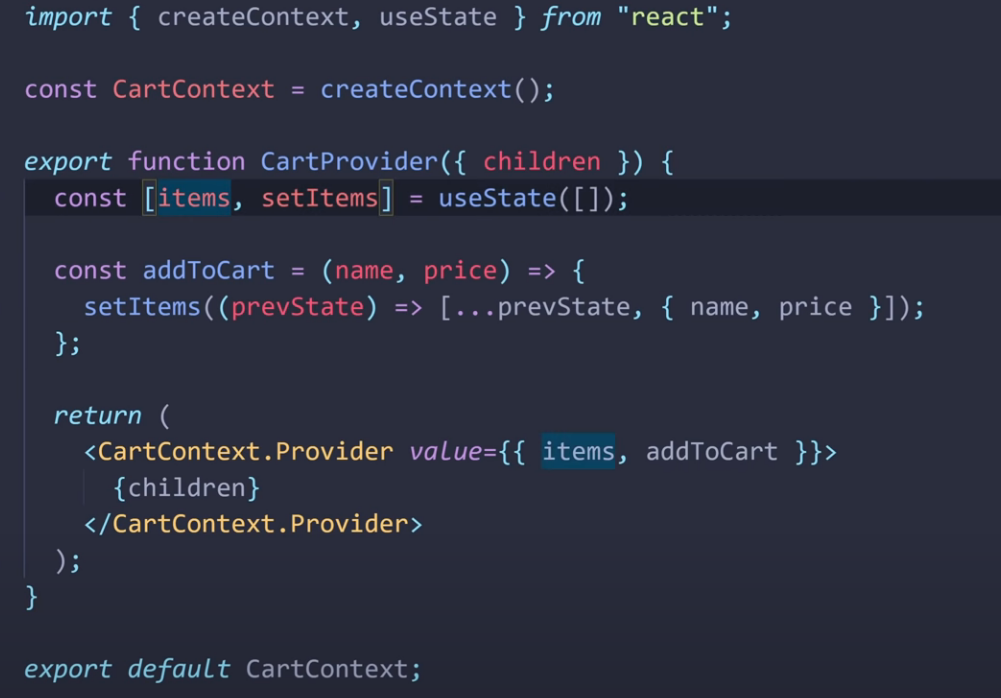 import { createContext, useState } from "react";
const CartContext = createContext();
export function CartProvider({ children }) {
const [items, setItems] = useState([]);
const addToCart = (name, price) => {
setItems((prevState) => [...prevState, { name, price }]);
};
return (
<CartContext.Provider value={{ items, addToCart }}>
{children}
</CartContext.Provider>
);
}
export default CartContext;